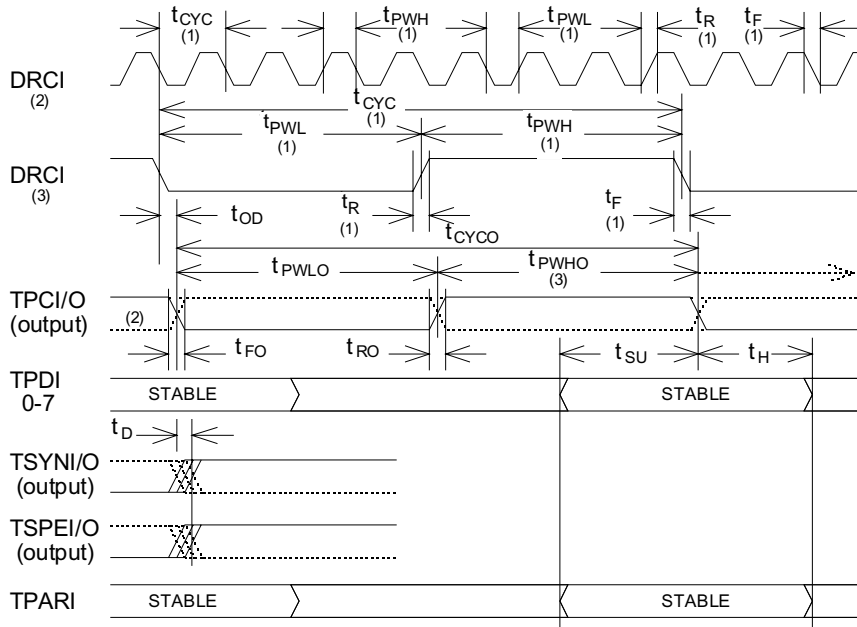 tCYC tPWH tPWL tR tF
(1) (1) (1) (1) (1)
DRCI
(2)
tCYC
(1)
tPWL tPWH
(1) (1)
DRCI
(3)
tOD tR tF
(1) (1)
tCYCO
tPWLO tPWHO
(3)
TPCI/O
(output) (2)
tFO tRO tSU tH
TPDI
0-7
STABLE STABLE
tD
TSYNI/O
(output)
TSPEI/O
(output)
TPARI STABLE STABLE